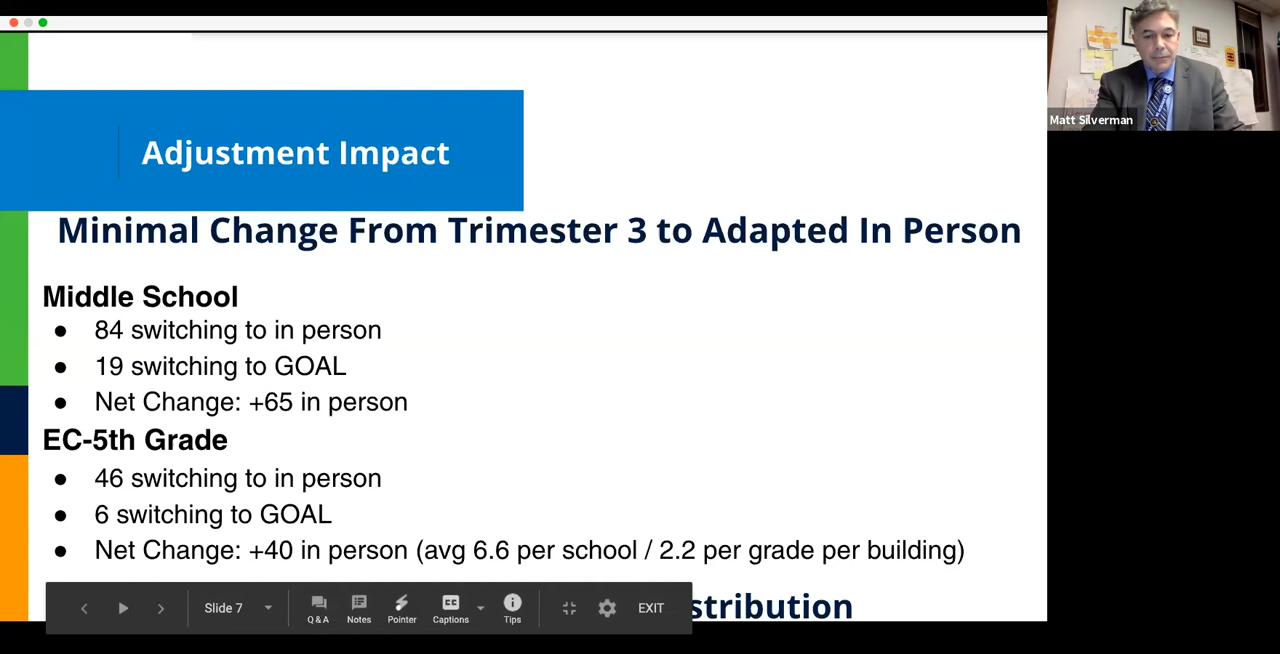 Adjustment Impact
Minimal Change From Trimester 3 to Adapted In Person
Middle School
● 84 switching to in person
● 19 switching to GOAL
● Net Change: +65 in person
EC-5th Grade
● 46 switching to in person
● 6 switching to GOAL
● Net Change: +40 in person (avg 6.6 per school / 2.2 per grade per building)
stribution
Slide 7
Q & A
Notes
Pointer
Captions
Tips
EXIT
Matt Silverman